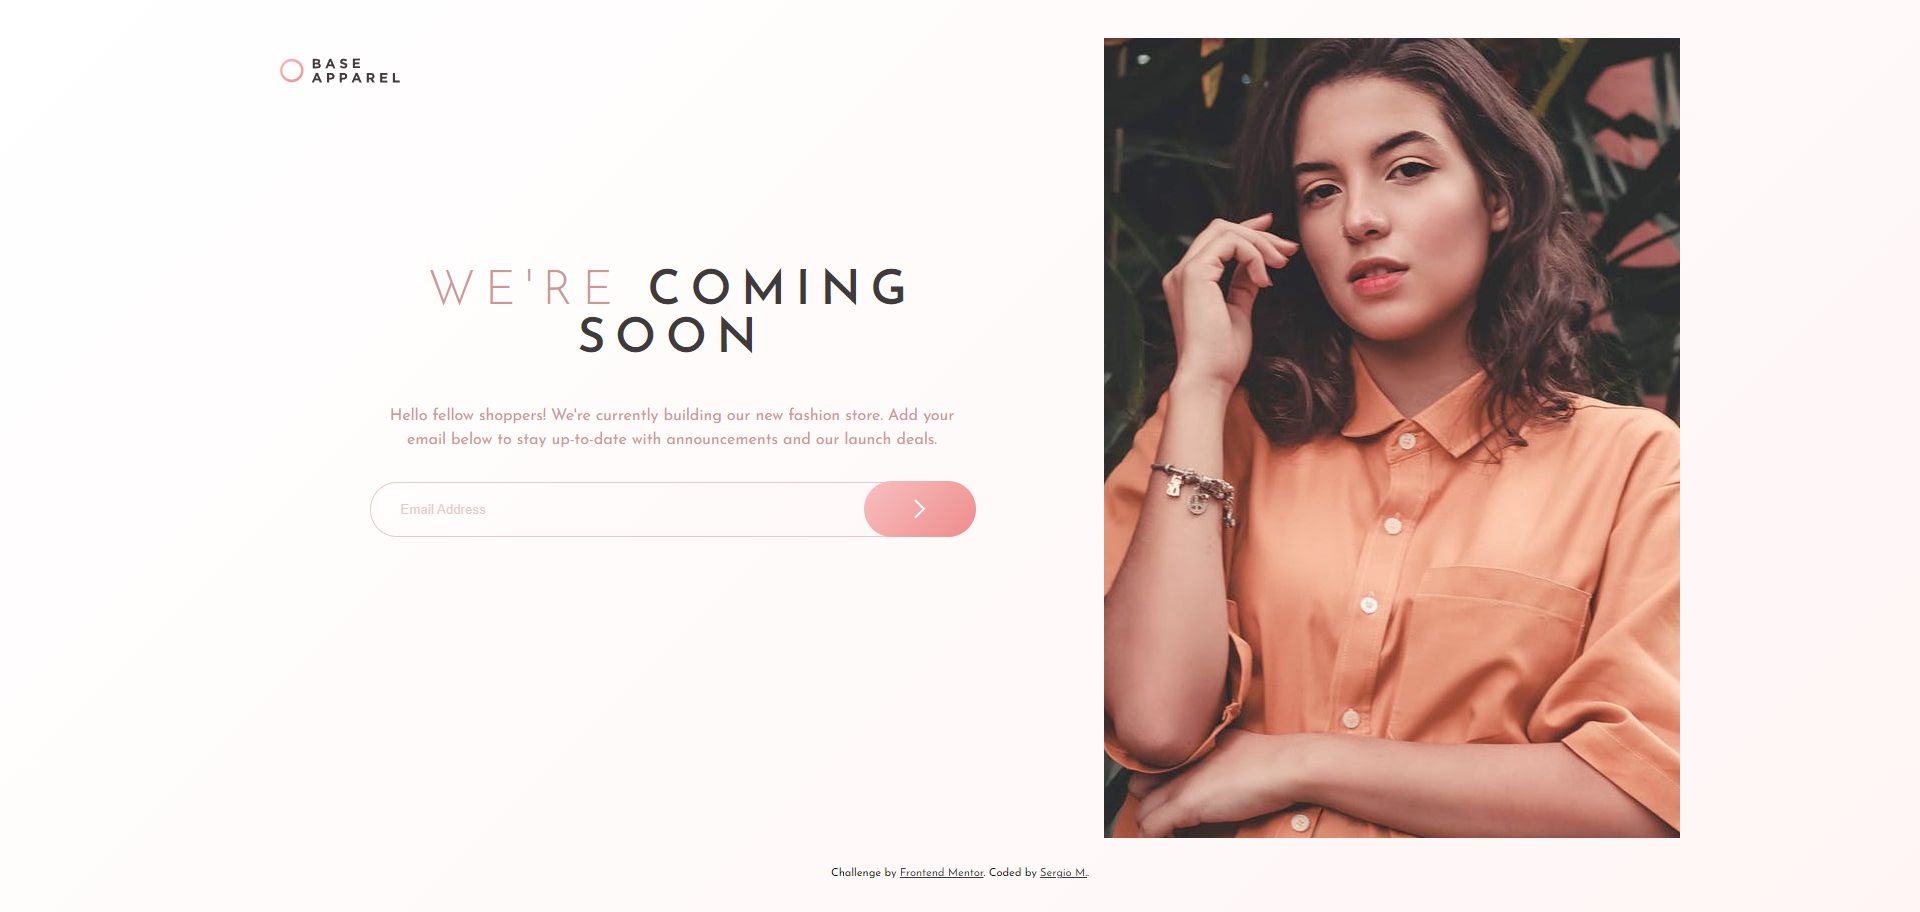 BASE
APPAREL
WE'RE COMING
SOON
Hello fellow shoppers! We're currently building our new fashion store. Add your
email below to stay up-to-date with announcements and our launch deals.
Email Address
Challenge by Frontend Mentor. Coded by Sergio M..